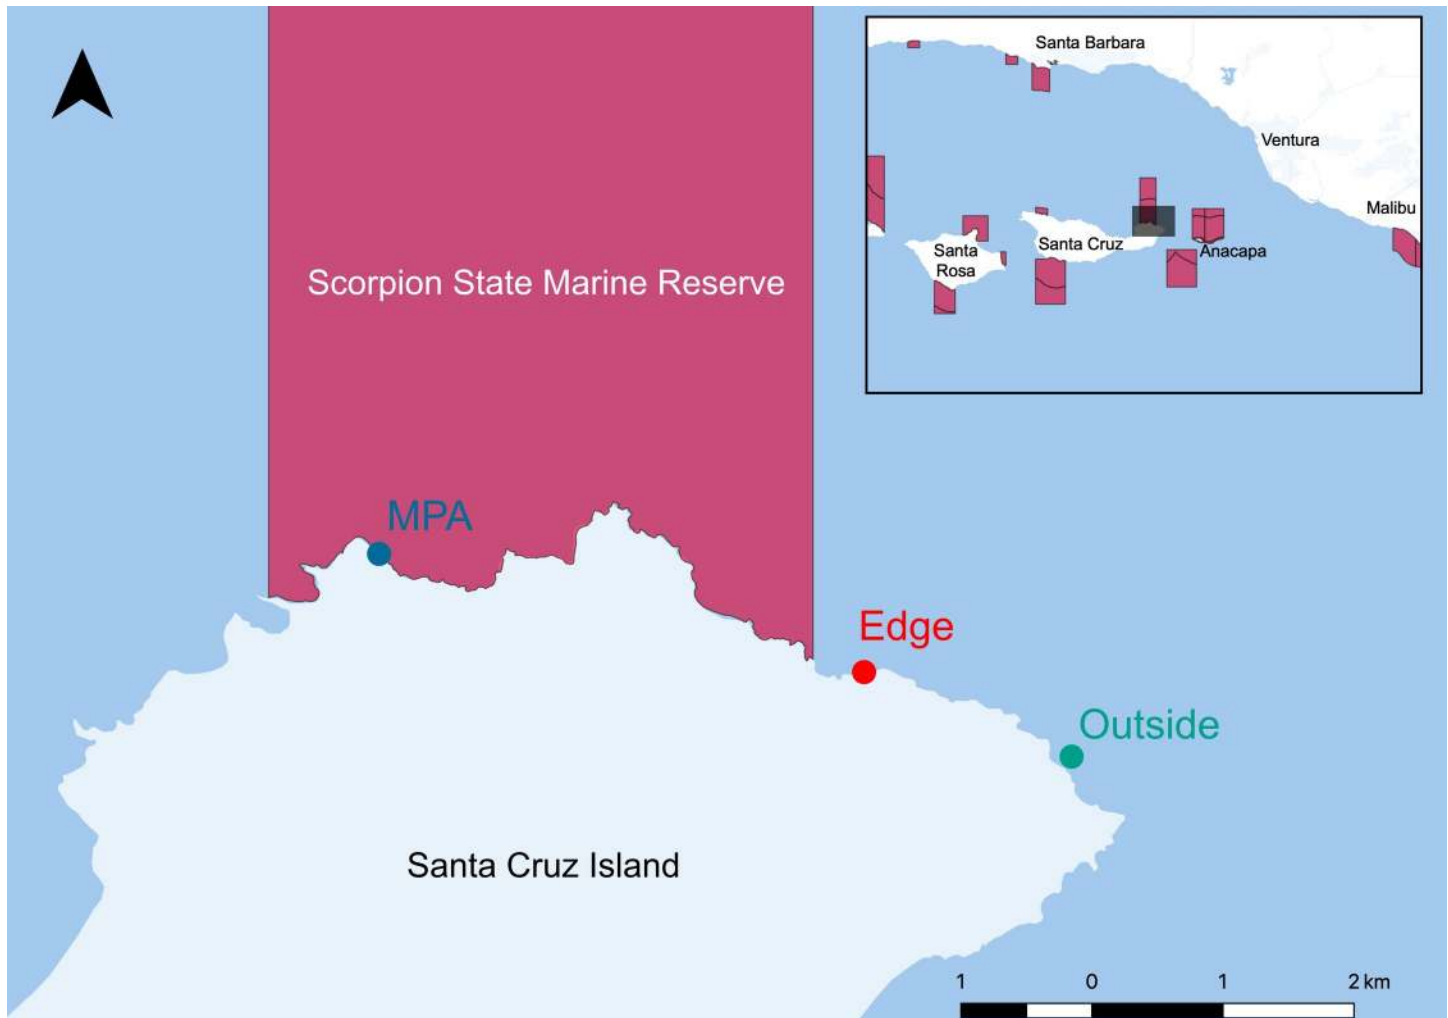 Santa Barbara
Ventura
Malibu
Santa
Rosa
Santa Cruz
Anacapa
Scorpion State Marine Reserve
MPA
Edge
Outside
Santa Cruz Island
1 0 1 2 km